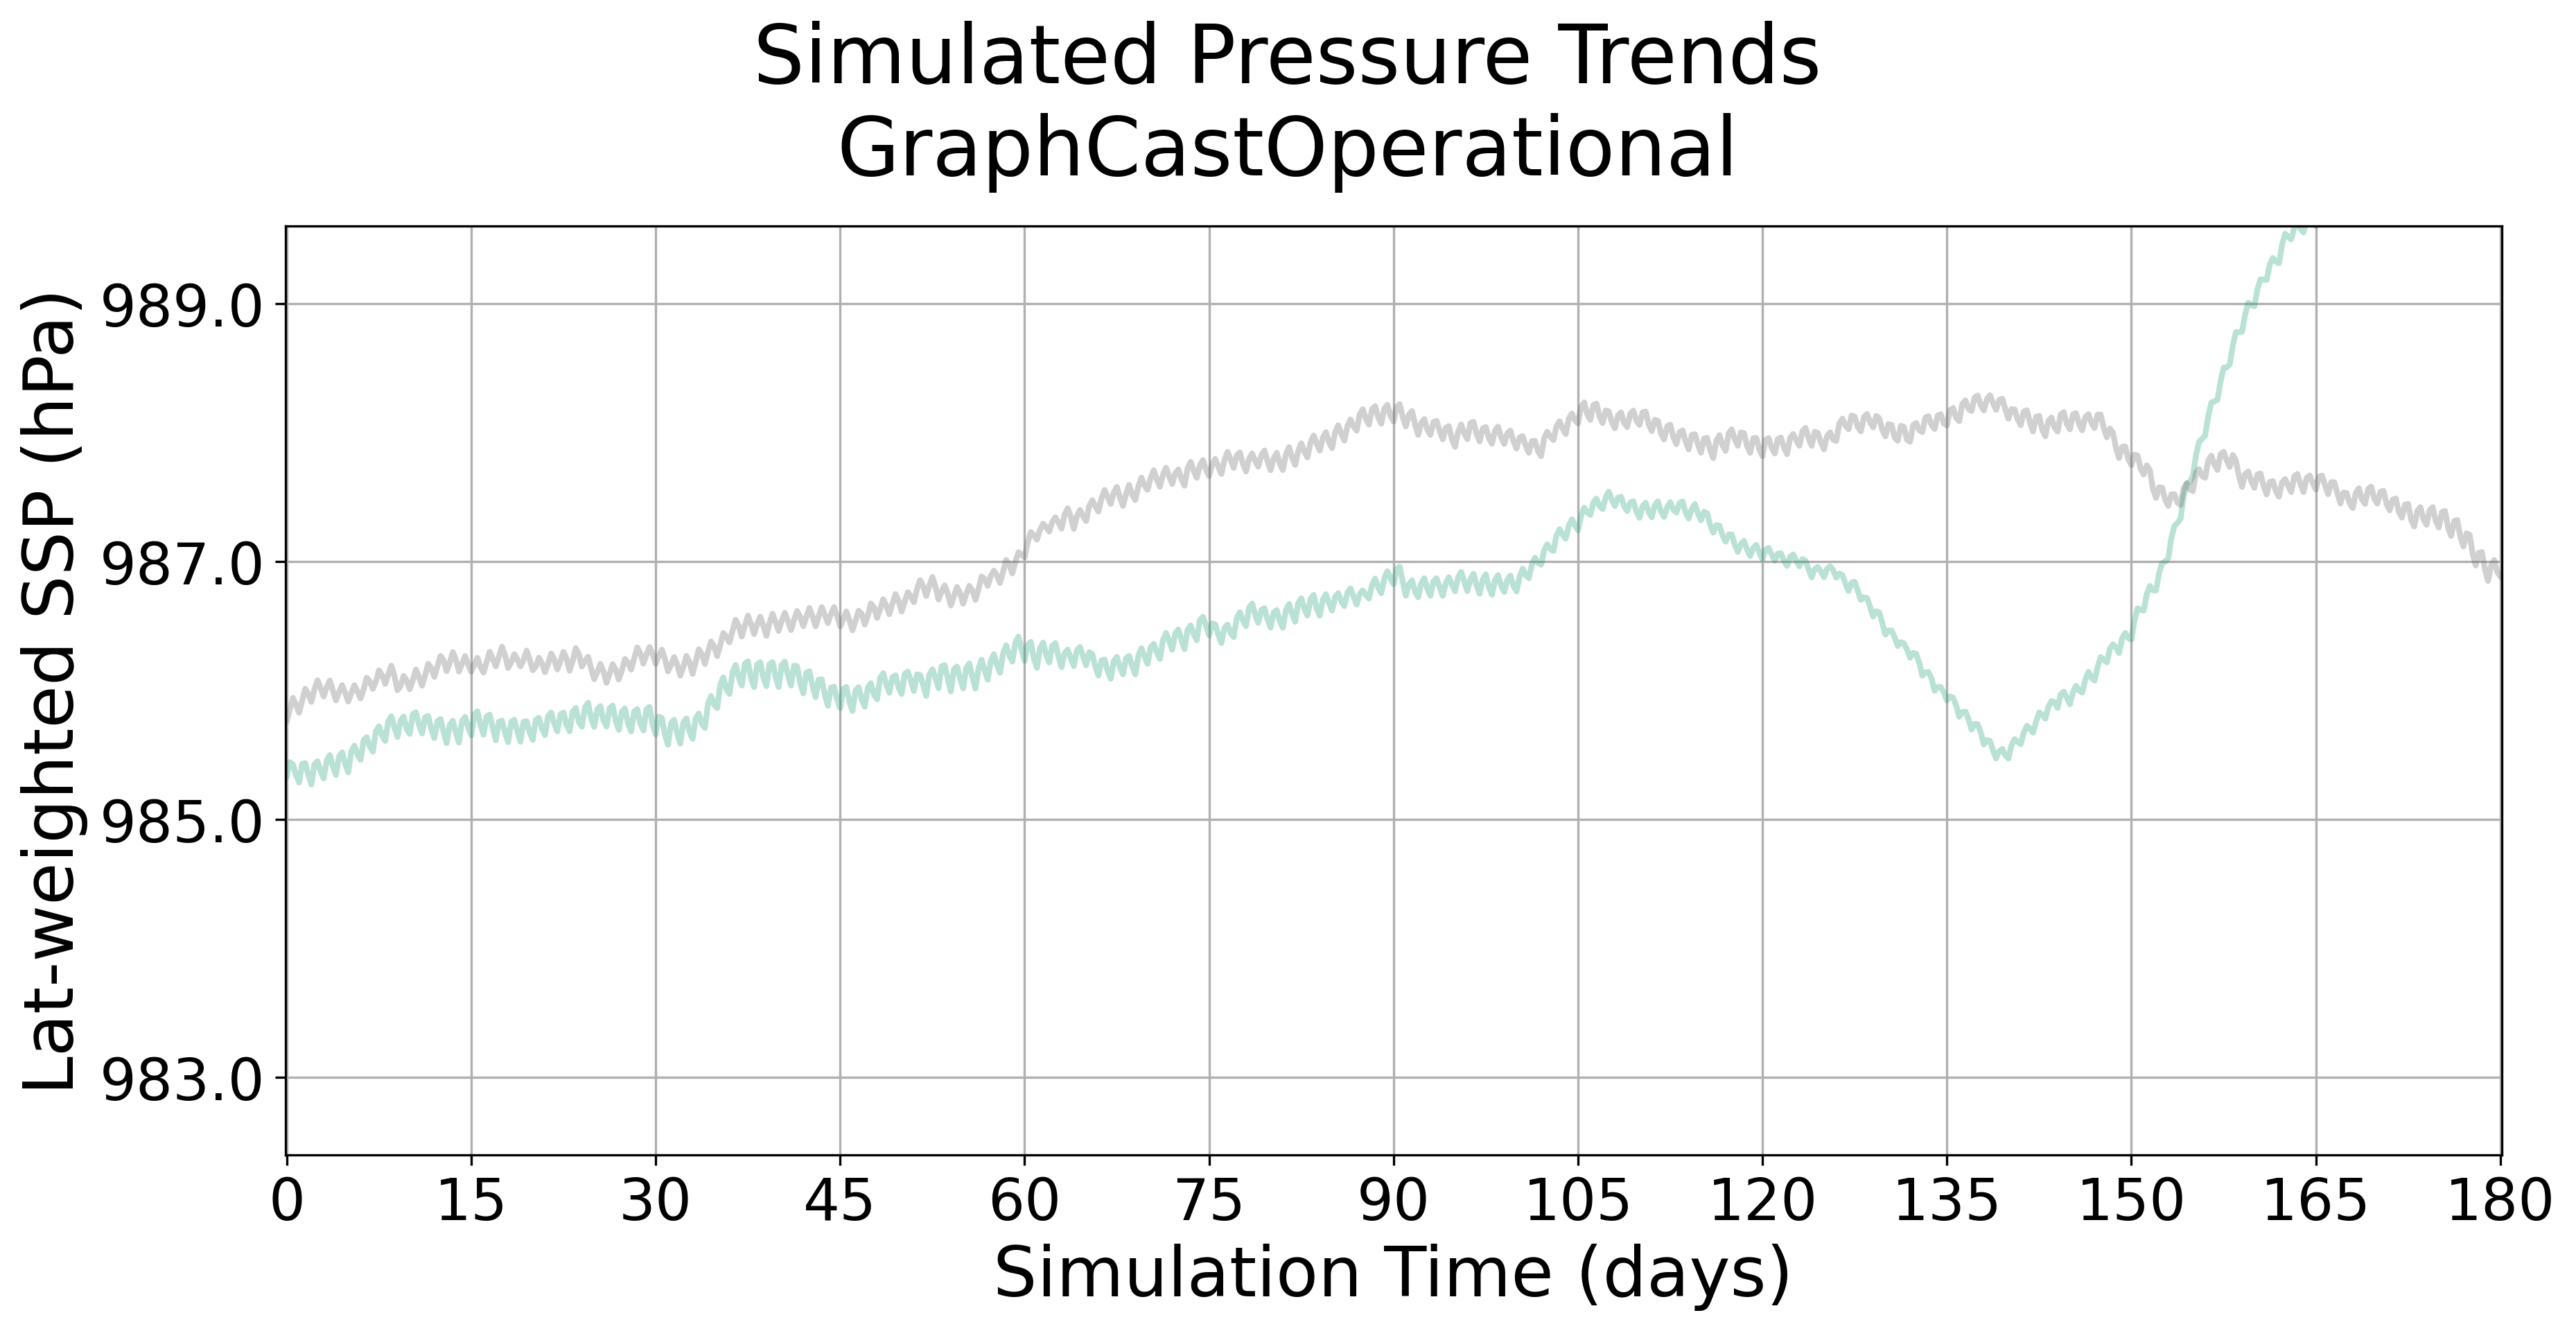 Simulated Pressure Trends
GraphCastOperational
Lat-weighted SSP (hPa)
989.0
987.0
985.0
983.0
0 15 30 45 60 75 90 105 120 135 150 165 180
Simulation Time (days)